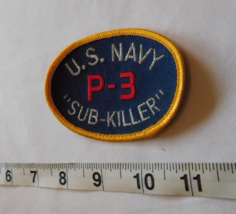 U.S. NAVY
P-3
"SUB-KILLER"
6 7 8 9 10 11